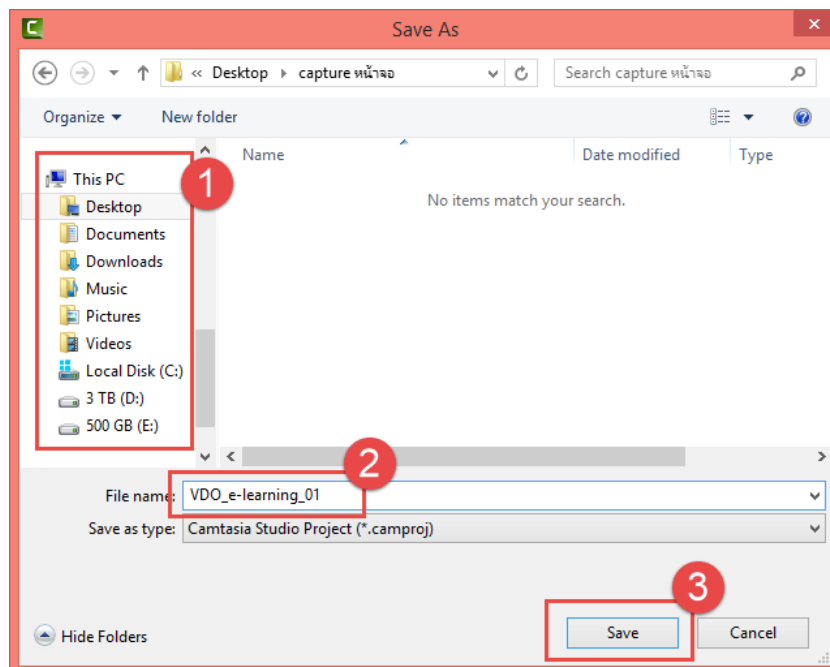 Save As
« Desktop ▸ capture หน้าจอ
Search capture หน้าจอ
Organize
New folder
Name
Date modified
Type
No items match your search.
This PC
Desktop
Documents
Downloads
Music
Pictures
Videos
Local Disk (C:)
3 TB (D:)
500 GB (E:)
1
2
File name: VDO_e-learning_01
Save as type: Camtasia Studio Project (*.camproj)
3
Hide Folders
Save
Cancel